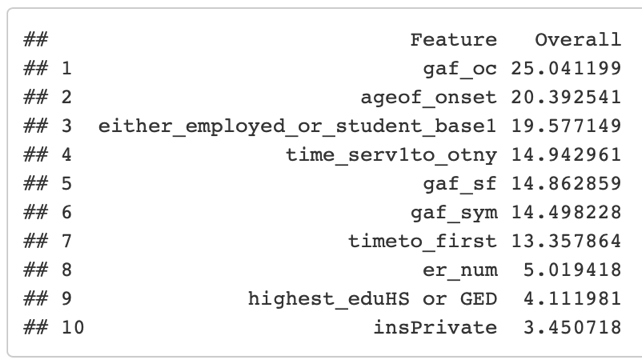 ##                            Feature   Overall
## 1                           gaf_oc 25.041199
## 2                      ageof_onset 20.392541
## 3  either_employed_or_student_base1 19.577149
## 4                time_serv1to_otny 14.942961
## 5                           gaf_sf 14.862859
## 6                          gaf_sym 14.498228
## 7                    timeto_first 13.357864
## 8                           er_num  5.019418
## 9             highest_eduHS or GED  4.111981
## 10                      insPrivate  3.450718